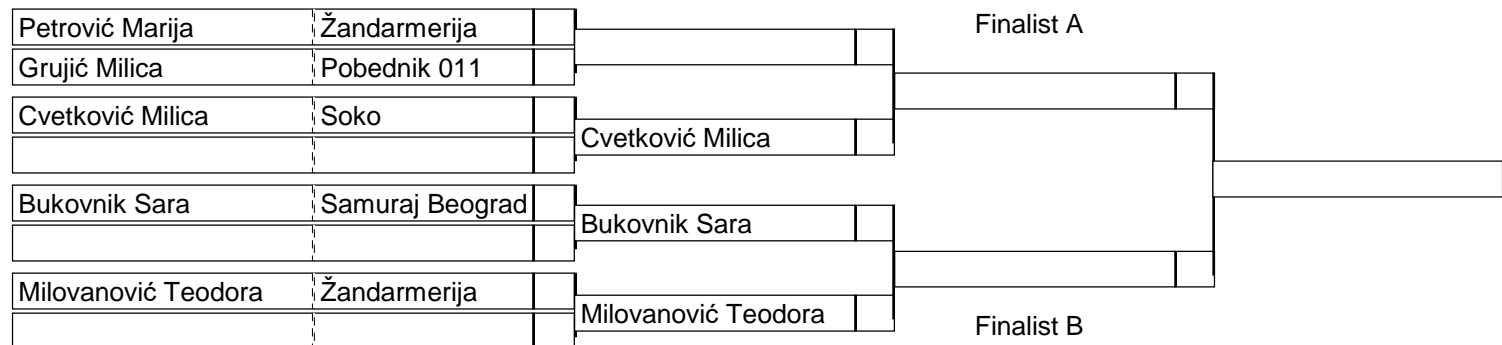 Petrović Marija Žandarmerija
Grujić Milica Pobednik 011
Cvetković Milica Soko
Bukovnik Sara Samuraj Beograd
Milovanović Teodora Žandarmerija
Cvetković Milica
Bukovnik Sara
Milovanović Teodora
Finalist A
Finalist B